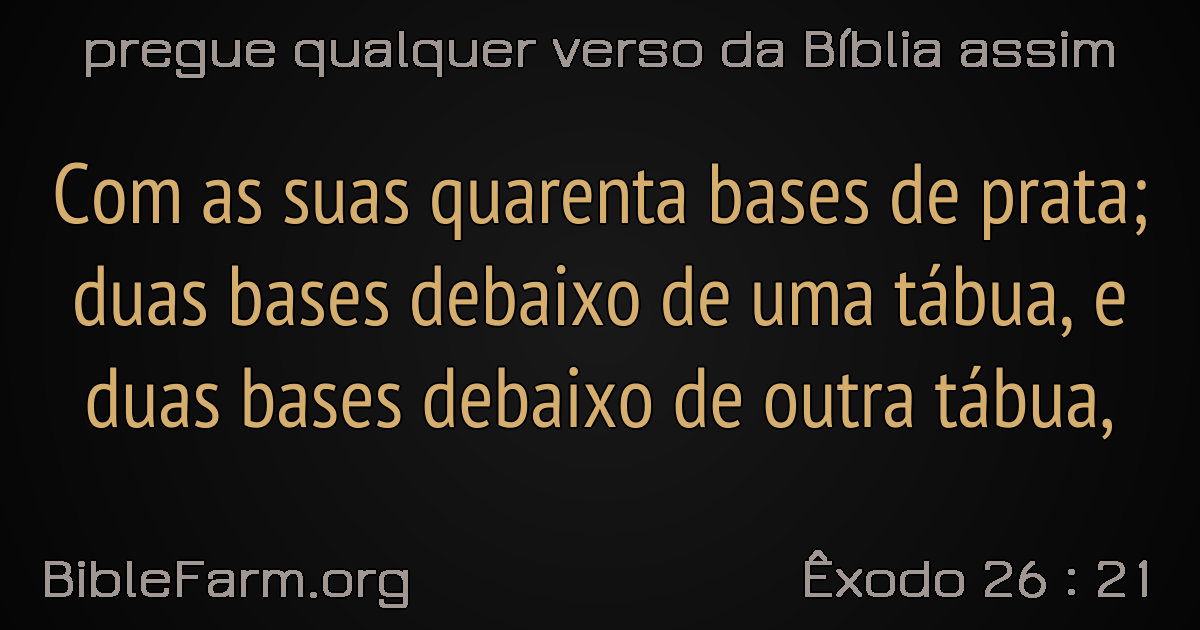 pregue qualquer verso da Bíblia assim
Com as suas quarenta bases de prata;
duas bases debaixo de uma tábua, e
duas bases debaixo de outra tábua,
BibleFarm.org
Êxodo 26 : 21